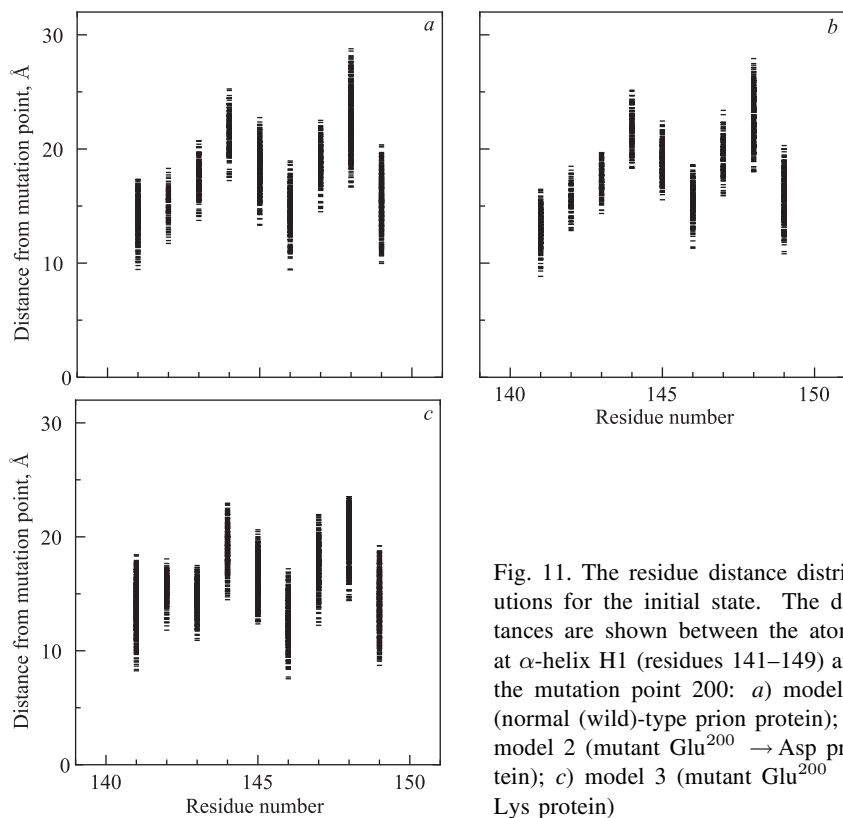 a
30
20
10
0
Distance from mutation point, Å
b
140
145
150
Residue number
c
30
20
10
0
Distance from mutation point, Å
140
145
Residue number
Fig. 11. The residue distance distri
utions for the initial state. The d
tances are shown between the ato
at α-helix H1 (residues 141–149) a
the mutation point 200: a) model
(normal (wild)-type prion protein);
model 2 (mutant Glu200 → Asp pr
tein); c) model 3 (mutant Glu200
Lys protein)